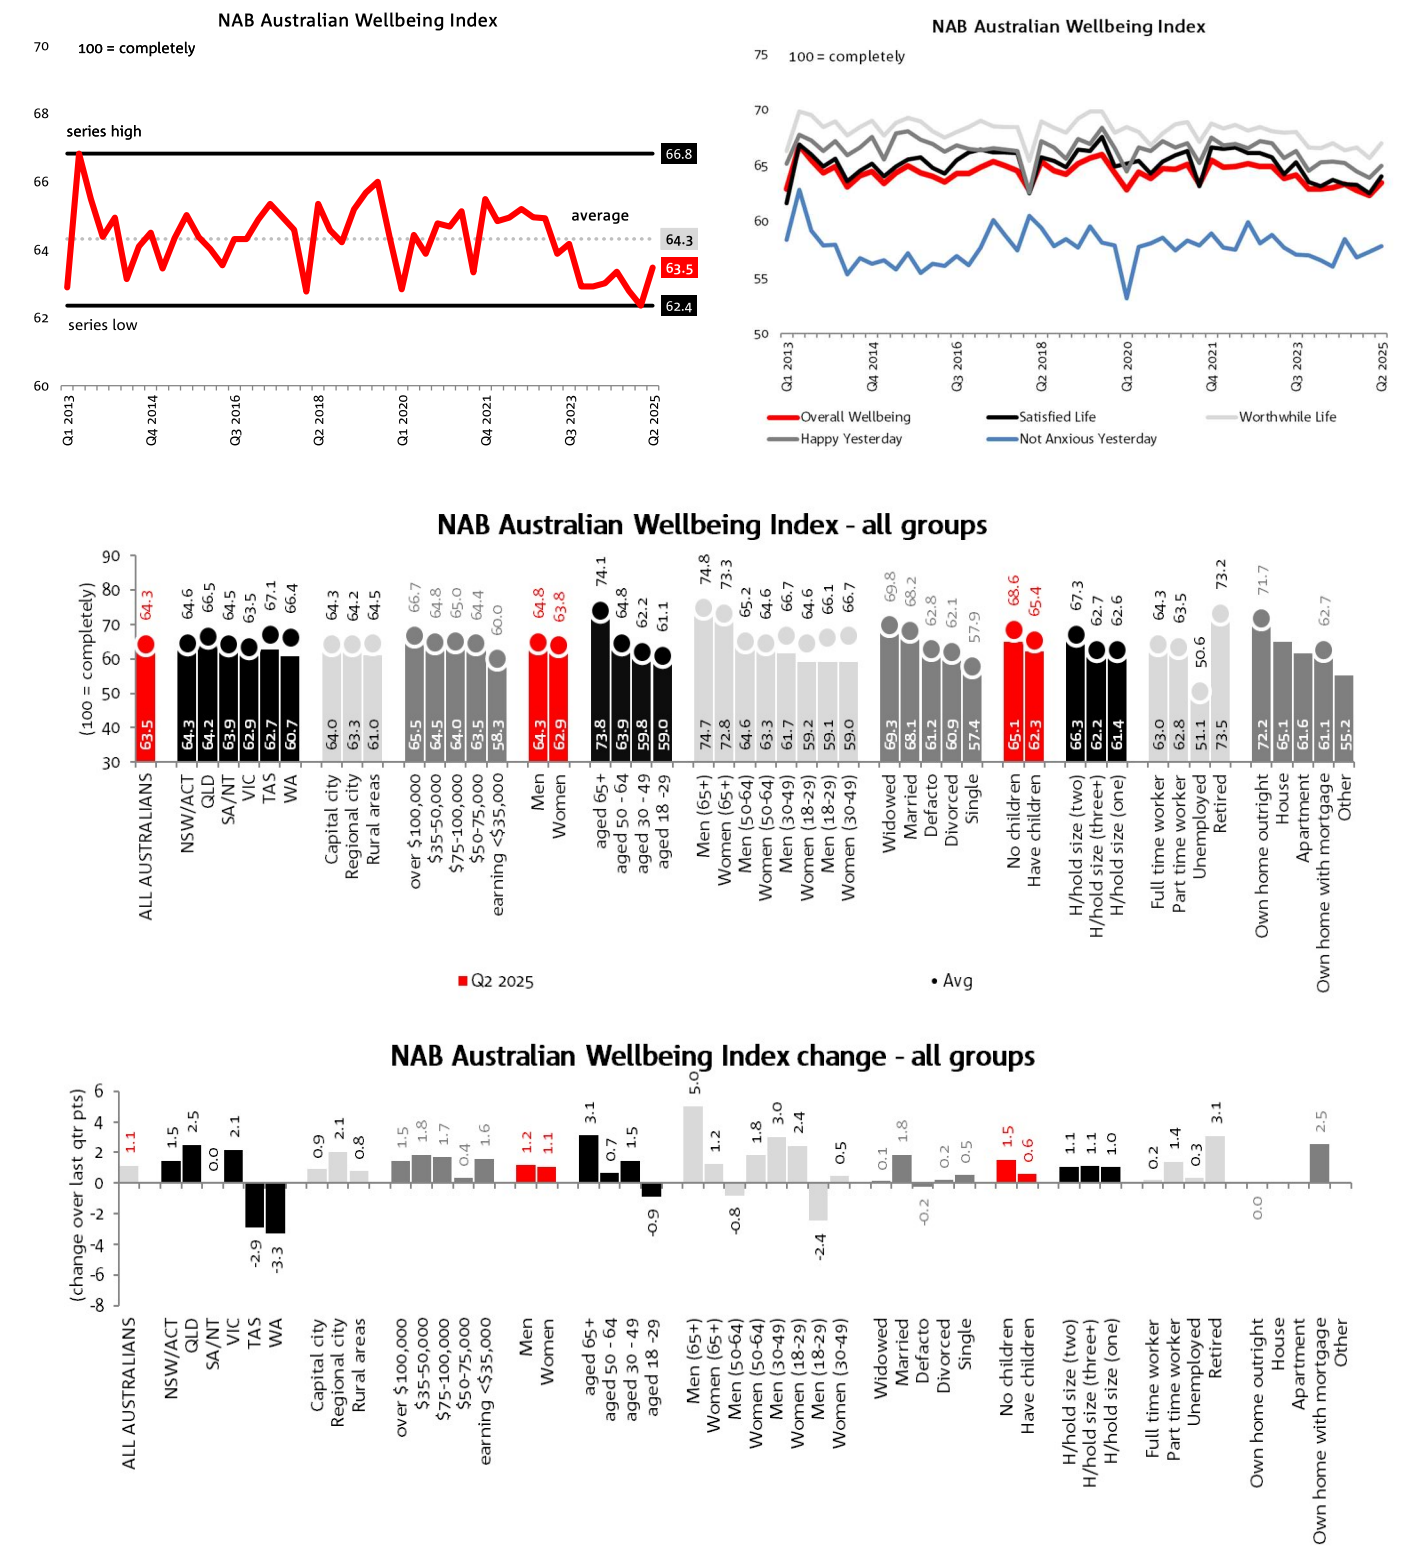 NAB Australian Wellbeing Index
70
100 = completely
68
series high
66.8
66
average
64
64.3
63.5
62.4
62
series low
60
Q1 2013
Q4 2014
Q3 2016
Q2 2018
Q1 2020
Q4 2021
Q3 2023
Q2 2025
NAB Australian Wellbeing Index
75
100 = completely
70
65
60
55
50
Q1 2013
Q4 2014
Q3 2016
Q2 2018
Q1 2020
Q4 2021
Q3 2023
Q2 2025
Overall Wellbeing
Satisfied Life
Worthwhile Life
Happy Yesterday
Not Anxious Yesterday
NAB Australian Wellbeing Index - all groups
(100 = completely)
90
80
70
60
50
40
30
64.3
64.6
66.5
64.5
63.5
67.1
66.4
64.3
64.2
64.5
66.7
64.8
65.0
64.4
60.0
64.8
63.8
74.1
64.8
62.2
61.1
74.8
73.3
65.2
64.6
66.7
64.6
66.1
66.7
69.8
68.2
62.8
62.1
57.9
68.6
65.4
67.3
62.7
62.6
64.3
63.5
50.6
73.2
71.7
62.7
63.5
64.3
64.2
63.9
62.9
62.7
60.7
64.0
63.3
61.0
65.5
64.5
64.0
63.5
58.3
64.3
62.9
73.8
63.9
59.8
59.0
74.7
72.8
64.6
63.3
61.7
59.2
59.1
59.0
69.3
68.1
61.2
60.9
57.4
65.1
62.3
66.3
62.2
61.4
63.0
62.8
51.1
73.5
72.2
65.1
61.6
61.1
55.2
ALL AUSTRALIANS
NSW/ACT
QLD
SA/NT
VIC
TAS
WA
Capital city
Regional city
Rural areas
over $100,000
$35-50,000
$75-100,000
$50-75,000
earning <$35,000
Men
Women
aged 65+
aged 50 - 64
aged 30 - 49
aged 18 -29
Men (65+)
Women (65+)
Men (50-64)
Women (50-64)
Men (30-49)
Women (18-29)
Men (18-29)
Women (30-49)
Widowed
Married
Defacto
Divorced
Single
No children
Have children
H/hold size (two)
H/hold size (three+)
H/hold size (one)
Full time worker
Part time worker
Unemployed
Retired
Own home outright
House
Apartment
Own home with mortgage
Other
Q2 2025
Avg
NAB Australian Wellbeing Index change - all groups
(change over last qtr pts)
6
4
2
0
-2
-4
-6
-8
1.1
1.5
2.5
0.0
2.1
-2.9
-3.3
0.9
2.1
0.8
1.5
1.8
1.7
0.4
1.6
1.2
1.1
3.1
0.7
1.5
-0.9
5.0
1.2
-0.8
1.8
3.0
2.4
-2.4
0.5
0.1
1.8
-0.2
0.2
0.5
1.5
0.6
1.1
1.1
1.0
0.2
1.4
0.3
3.1
0.0
2.5
ALL AUSTRALIANS
NSW/ACT
QLD
SA/NT
VIC
TAS
WA
Capital city
Regional city
Rural areas
over $100,000
$35-50,000
$75-100,000
$50-75,000
earning <$35,000
Men
Women
aged 65+
aged 50 - 64
aged 30 - 49
aged 18 -29
Men (65+)
Women (65+)
Men (50-64)
Women (50-64)
Men (30-49)
Women (18-29)
Men (18-29)
Women (30-49)
Widowed
Married
Defacto
Divorced
Single
No children
Have children
H/hold size (two)
H/hold size (three+)
H/hold size (one)
Full time worker
Part time worker
Unemployed
Retired
Own home outright
House
Apartment
Own home with mortgage
Other